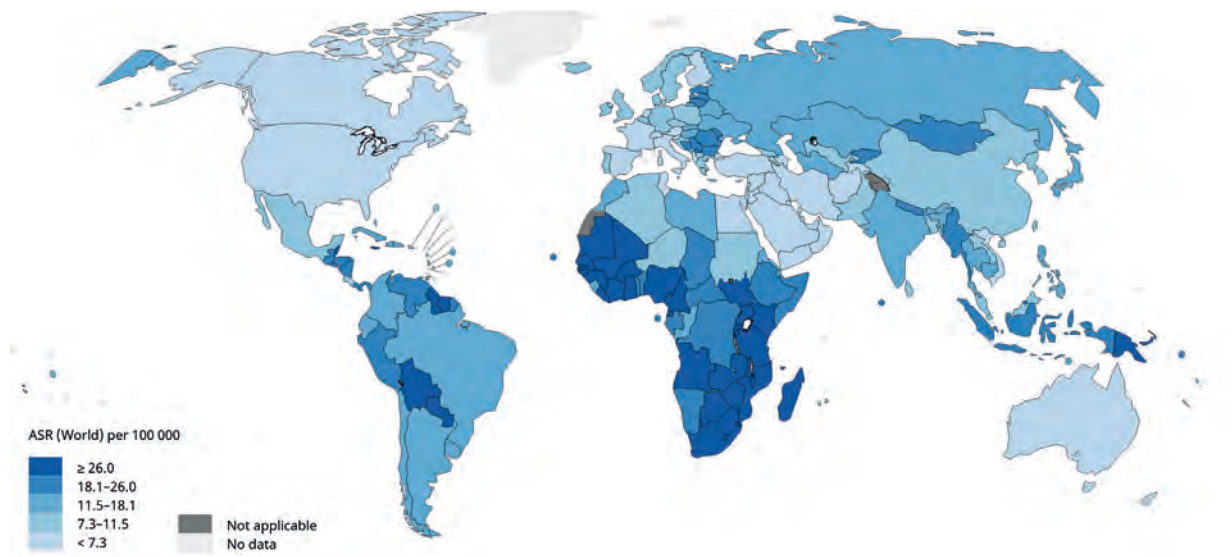 ASR (World) per 100 000
≥ 26.0
18.1–26.0
11.5–18.1
7.3–11.5
< 7.3
Not applicable
No data